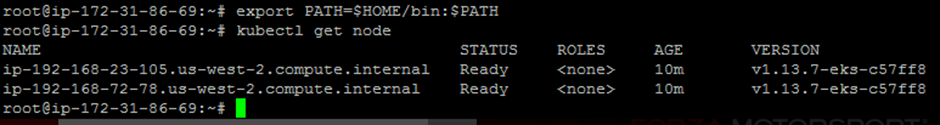 root@ip-172-31-86-69:~# export PATH=$HOME/bin:$PATH
root@ip-172-31-86-69:~# kubectl get node
NAME STATUS ROLES AGE VERSION
ip-192-168-23-105.us-west-2.compute.internal Ready <none> 10m v1.13.7-eks-c57ff8
ip-192-168-72-78.us-west-2.compute.internal Ready <none> 10m v1.13.7-eks-c57ff8
root@ip-172-31-86-69:~#